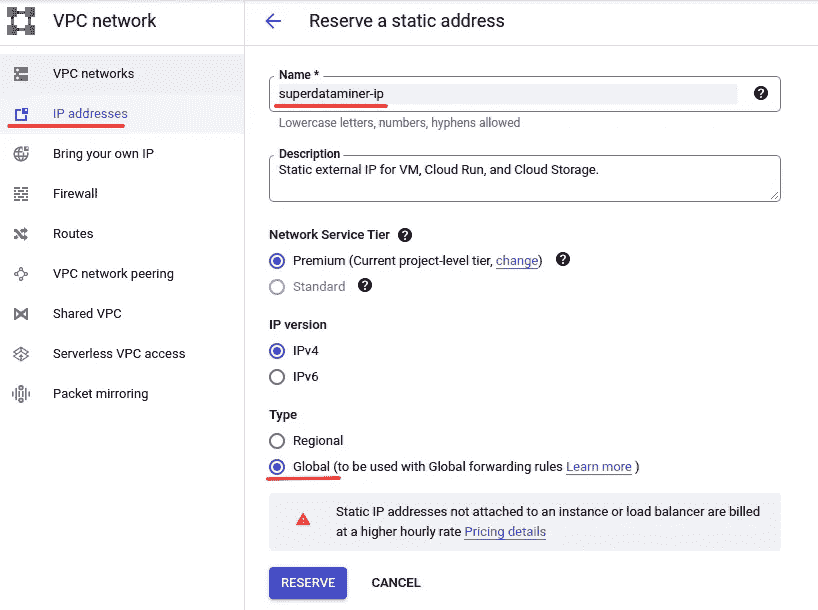 VPC network
VPC networks
IP addresses
Bring your own IP
Firewall
Routes
VPC network peering
Shared VPC
Serverless VPC access
Packet mirroring
Reserve a static address
Name *
superdataminer-ip
Lowercase letters, numbers, hyphens allowed
Description
Static external IP for VM, Cloud Run, and Cloud Storage.
Network Service Tier
Premium (Current project-level tier, change)
Standard
IP version
IPv4
IPv6
Type
Regional
Global (to be used with Global forwarding rules Learn more )
Static IP addresses not attached to an instance or load balancer are billed
at a higher hourly rate Pricing details
RESERVE CANCEL